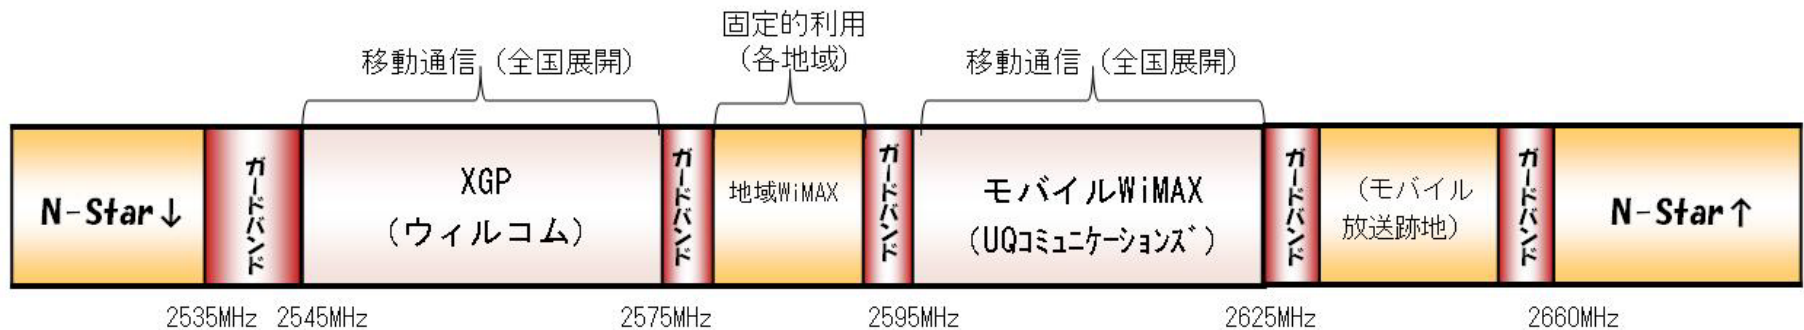 固定的利用
（各地域）
移動通信（全国展開）
移動通信（全国展開）
N-Star↓
ガードバンド
XGP
（ウィルコム）
ガードバンド
地域WiMAX
ガードバンド
モバイルWiMAX
（UQｺﾐｭﾆｹｰｼｮﾝｽﾞ）
ガードバンド
（モバイル
放送跡地）
ガードバンド
N-Star↑
2535MHz
2545MHz
2575MHz
2595MHz
2625MHz
2660MHz